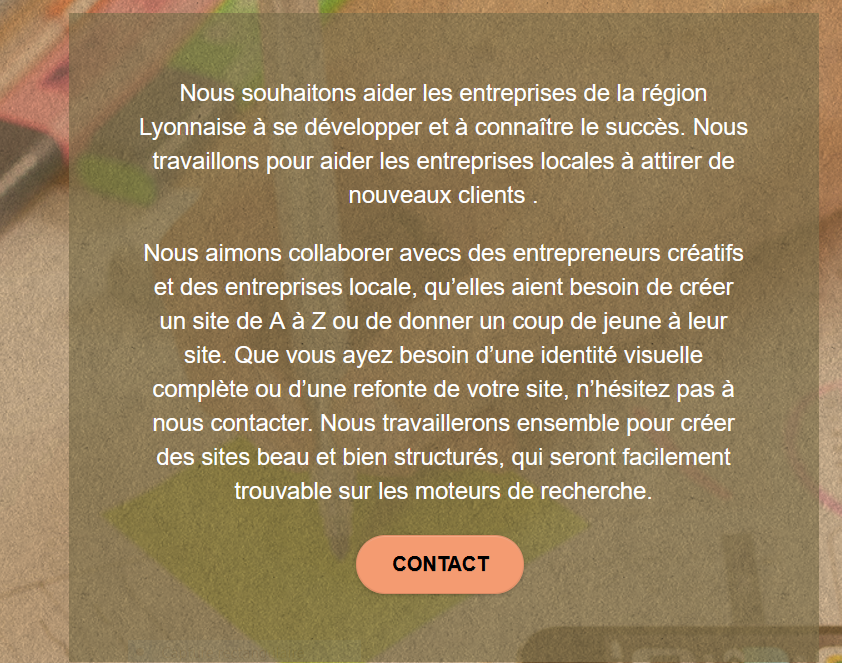 Nous souhaitons aider les entreprises de la région
Lyonnaise à se développer et à connaître le succès. Nous
travaillons pour aider les entreprises locales à attirer de
nouveaux clients .
Nous aimons collaborer avecs des entrepreneurs créatifs
et des entreprises locale, qu’elles aient besoin de créer
un site de A à Z ou de donner un coup de jeune à leur
site. Que vous ayez besoin d’une identité visuelle
complète ou d’une refonte de votre site, n’hésitez pas à
nous contacter. Nous travaillerons ensemble pour créer
des sites beau et bien structurés, qui seront facilement
trouvable sur les moteurs de recherche.
CONTACT